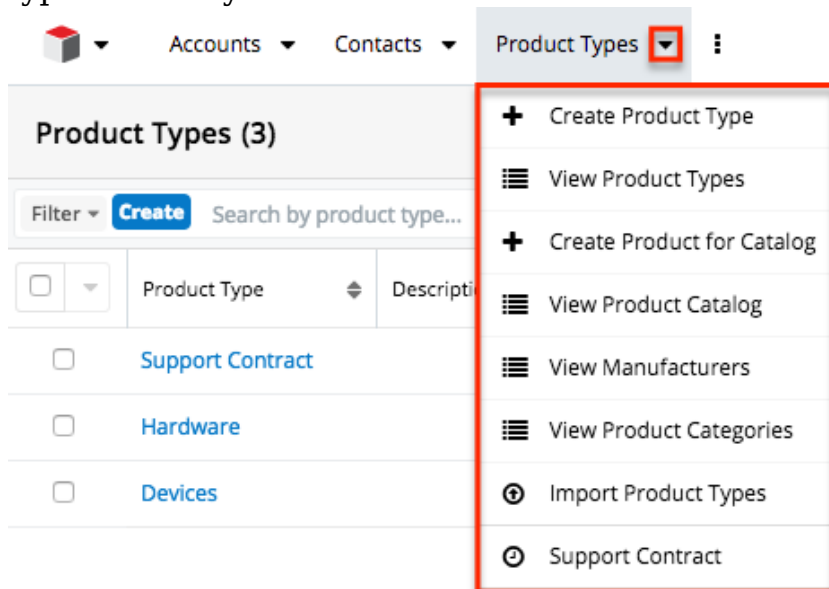 Accounts Contacts Product Types
Product Types (3)
Filter Create Search by product type...
Product Type
Support Contract
Hardware
Devices
Create Product Type
View Product Types
Create Product for Catalog
View Product Catalog
View Manufacturers
View Product Categories
Import Product Types
Support Contract